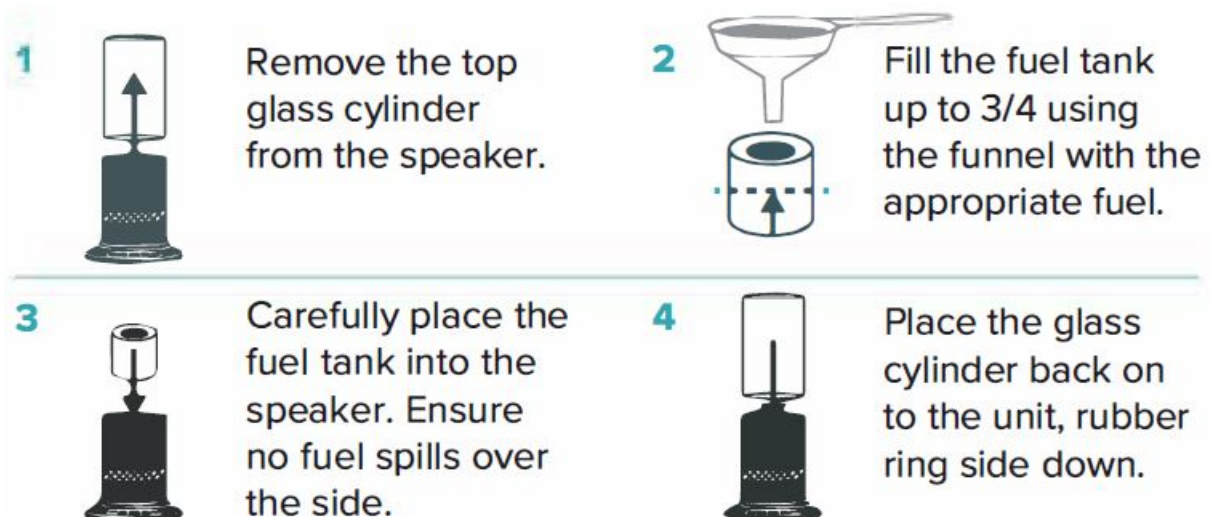 1
Remove the top
glass cylinder
from the speaker.
2
Fill the fuel tank
up to 3/4 using
the funnel with the
appropriate fuel.
3
Carefully place the
fuel tank into the
speaker. Ensure
no fuel spills over
the side.
4
Place the glass
cylinder back on
to the unit, rubber
ring side down.